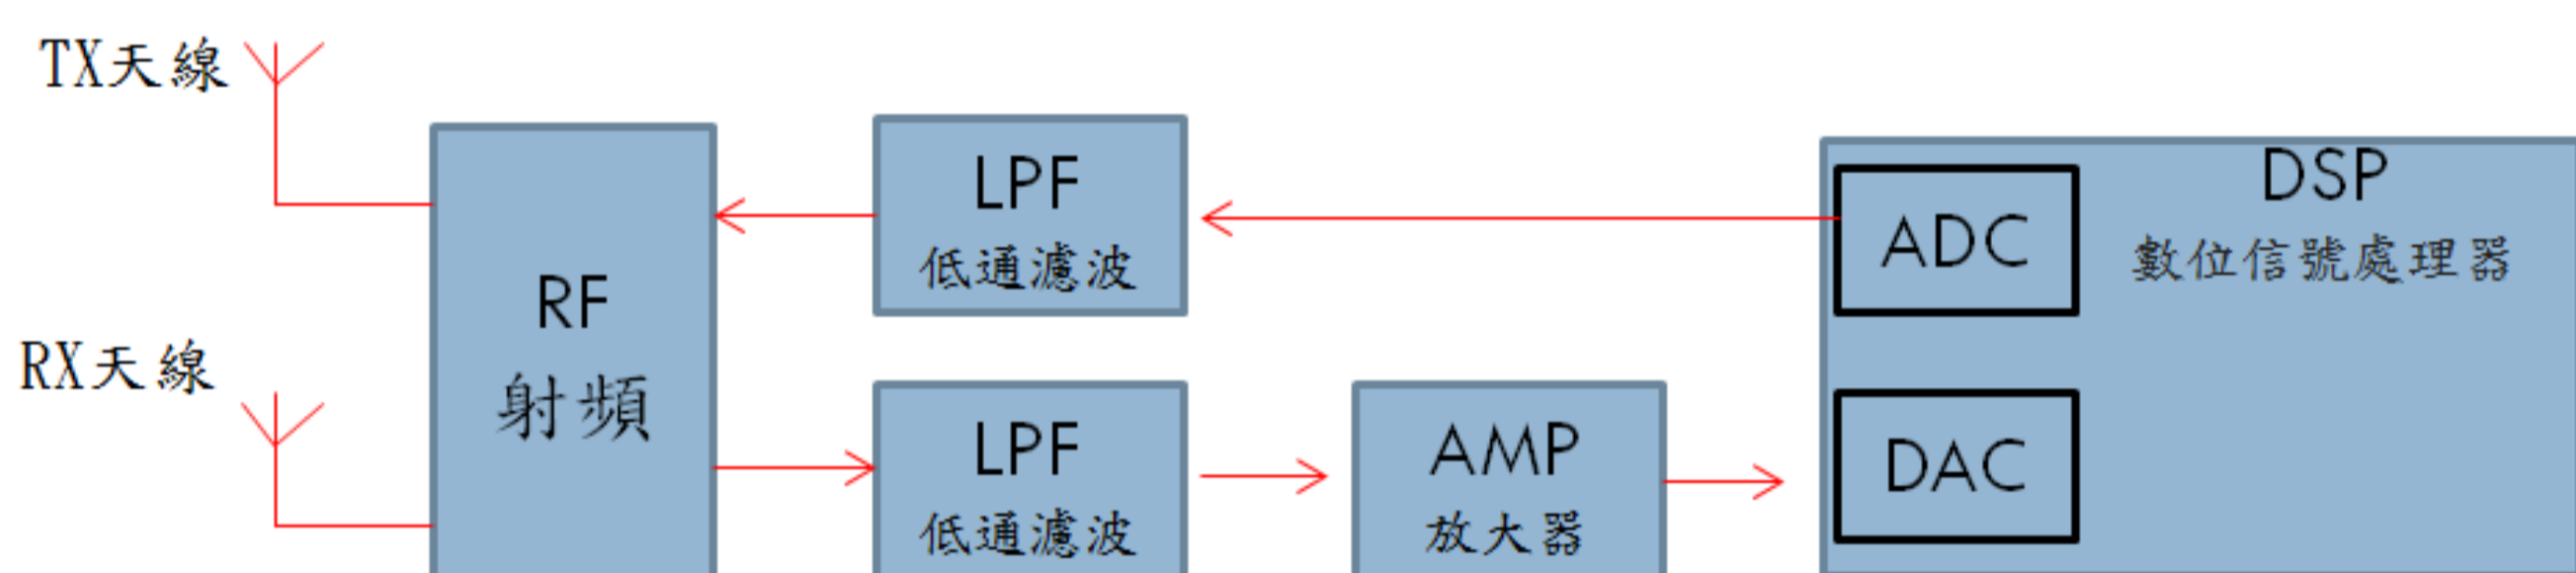 TX天線
RF
射頻
RX天線
LPF
低通濾波
LPF
低通濾波
AMP
放大器
ADC
DSP
數位信號處理器
DAC